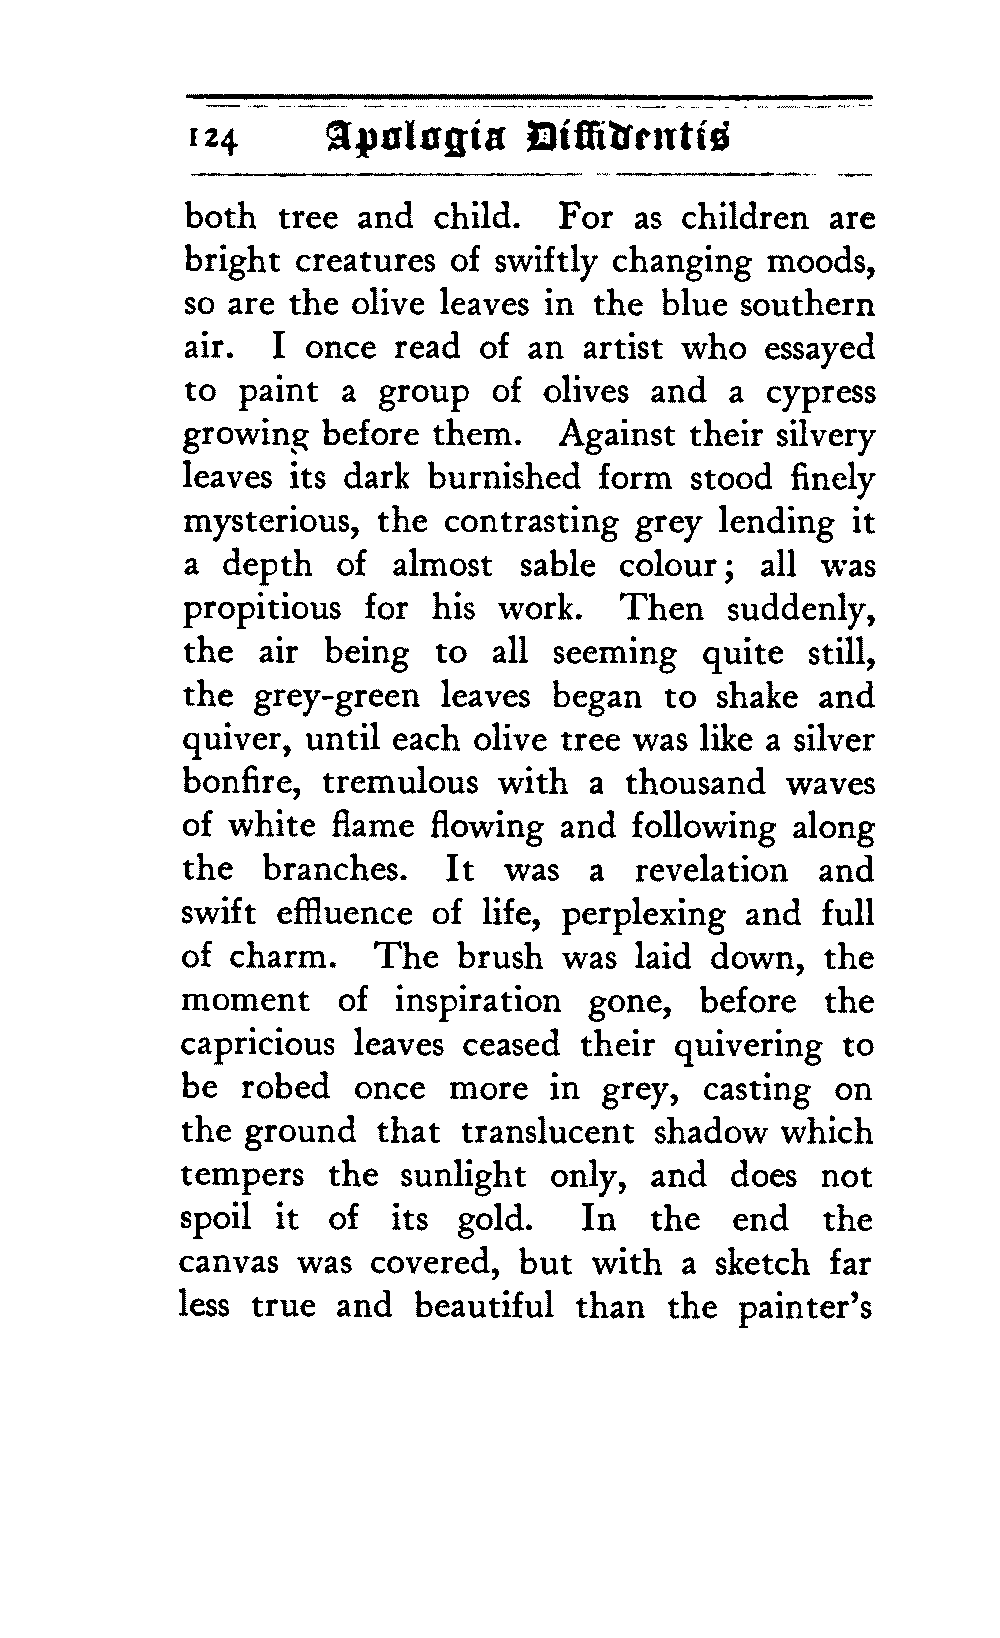 124 Apologia Diffidentis
both tree and child. For as children are
bright creatures of swiftly changing moods,
so are the olive leaves in the blue southern
air. I once read of an artist who essayed
to paint a group of olives and a cypress
growing before them. Against their silvery
leaves its dark burnished form stood finely
mysterious, the contrasting grey lending it
a depth of almost sable colour; all was
propitious for his work. Then suddenly,
the air being to all seeming quite still,
the grey-green leaves began to shake and
quiver, until each olive tree was like a silver
bonfire, tremulous with a thousand waves
of white flame flowing and following along
the branches. It was a revelation and
swift effluence of life, perplexing and full
of charm. The brush was laid down, the
moment of inspiration gone, before the
capricious leaves ceased their quivering to
be robed once more in grey, casting on
the ground that translucent shadow which
tempers the sunlight only, and does not
spoil it of its gold. In the end the
canvas was covered, but with a sketch far
less true and beautiful than the painter's